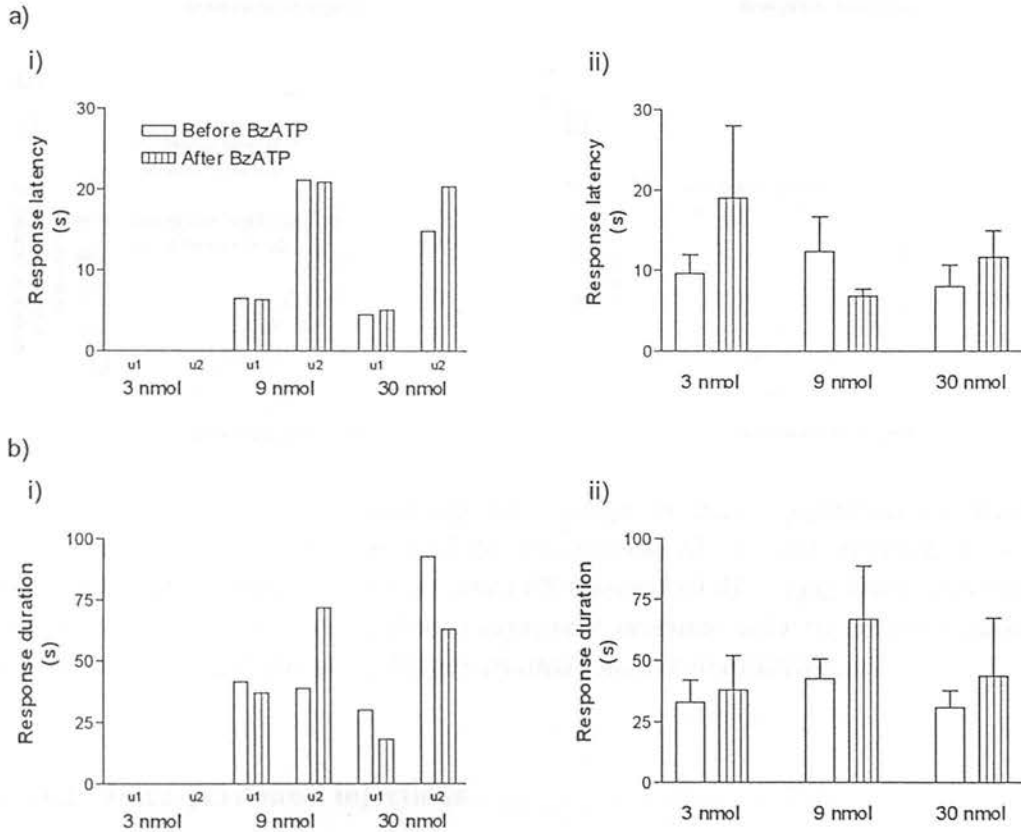 a)
i)
ii)
Response latency
(s)
30
20
10
0
Before BzATP
After BzATP
u1
u2
u1
u2
u1
u2
3 nmol
9 nmol
30 nmol
Response latency
(s)
30
20
10
0
3 nmol
9 nmol
30 nmol
b)
i)
ii)
Response duration
(s)
100
75
50
25
0
u1
u2
u1
u2
u1
u2
3 nmol
9 nmol
30 nmol
Response duration
(s)
100
75
50
25
0
3 nmol
9 nmol
30 nmol